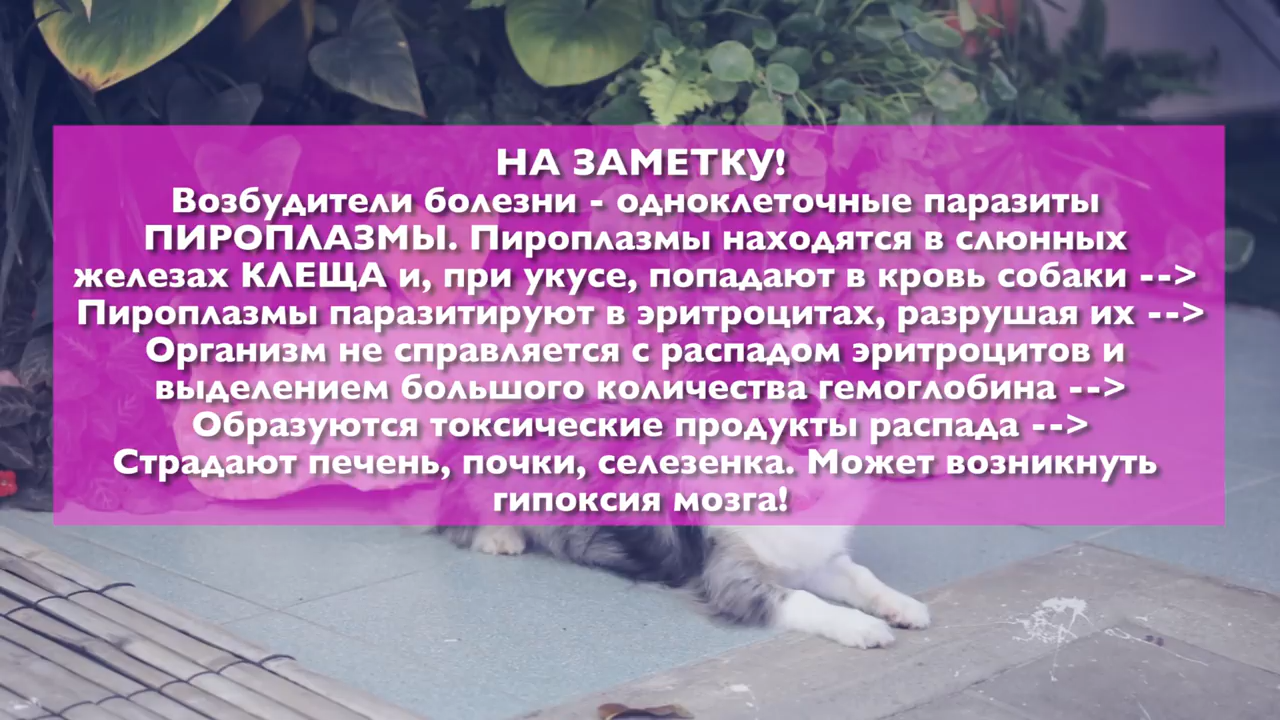 НА ЗАМЕТКУ!
Возбудители болезни - одноклеточные паразиты
ПИРОПЛАЗМЫ. Пироплазмы находятся в слюнных
железах КЛЕЩА и, при укусе, попадают в кровь собаки -->
Пироплазмы паразитируют в эритроцитах, разрушая их -->
Организм не справляется с распадом эритроцитов и
выделением большого количества гемоглобина -->
Образуются токсические продукты распада -->
Страдают печень, почки, селезенка. Может возникнуть
гипоксия мозга!